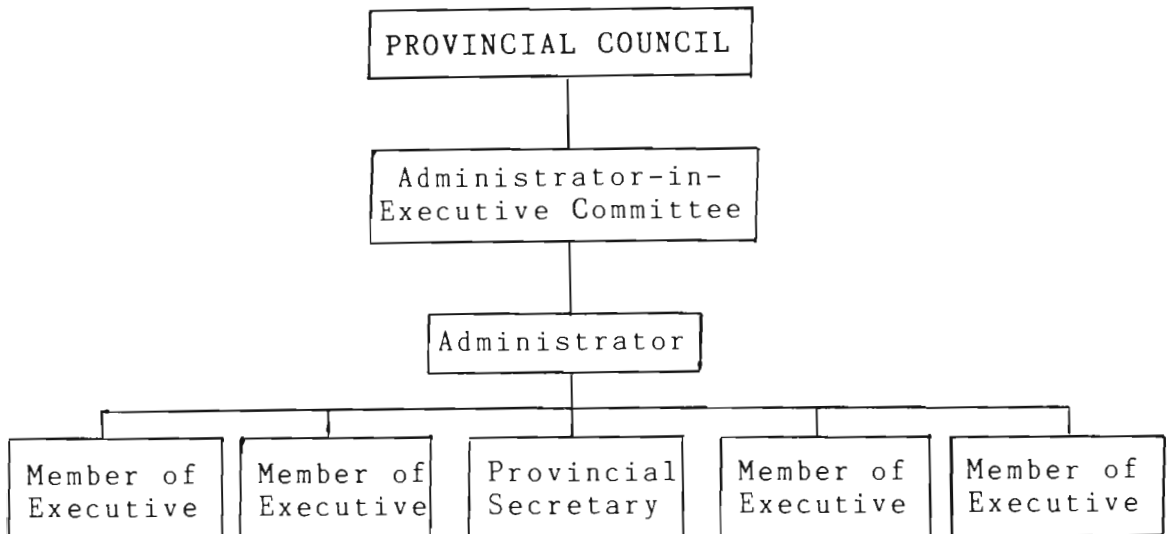 PROVINCIAL COUNCIL
Administrator-in-
Executive Committee
Administrator
Member of
Executive
Member of
Executive
Provincial
Secretary
Member of
Executive
Member of
Executive